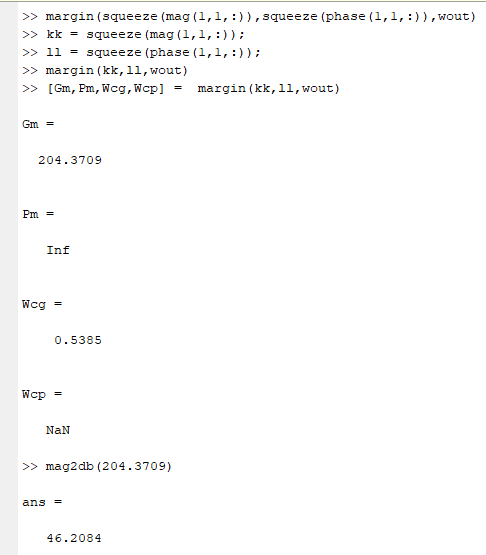 >> margin(squeeze(mag(1,1,:)),squeeze(phase(1,1,:)),wout)
>> kk = squeeze(mag(1,1,:));
>> ll = squeeze(phase(1,1,:));
>> margin(kk,ll,wout)
>> [Gm,Pm,Wcg,Wcp] =  margin(kk,ll,wout)
Gm =
204.3709
Pm =
Inf
Wcg =
0.5385
Wcp =
NaN
>> mag2db(204.3709)
ans =
46.2084